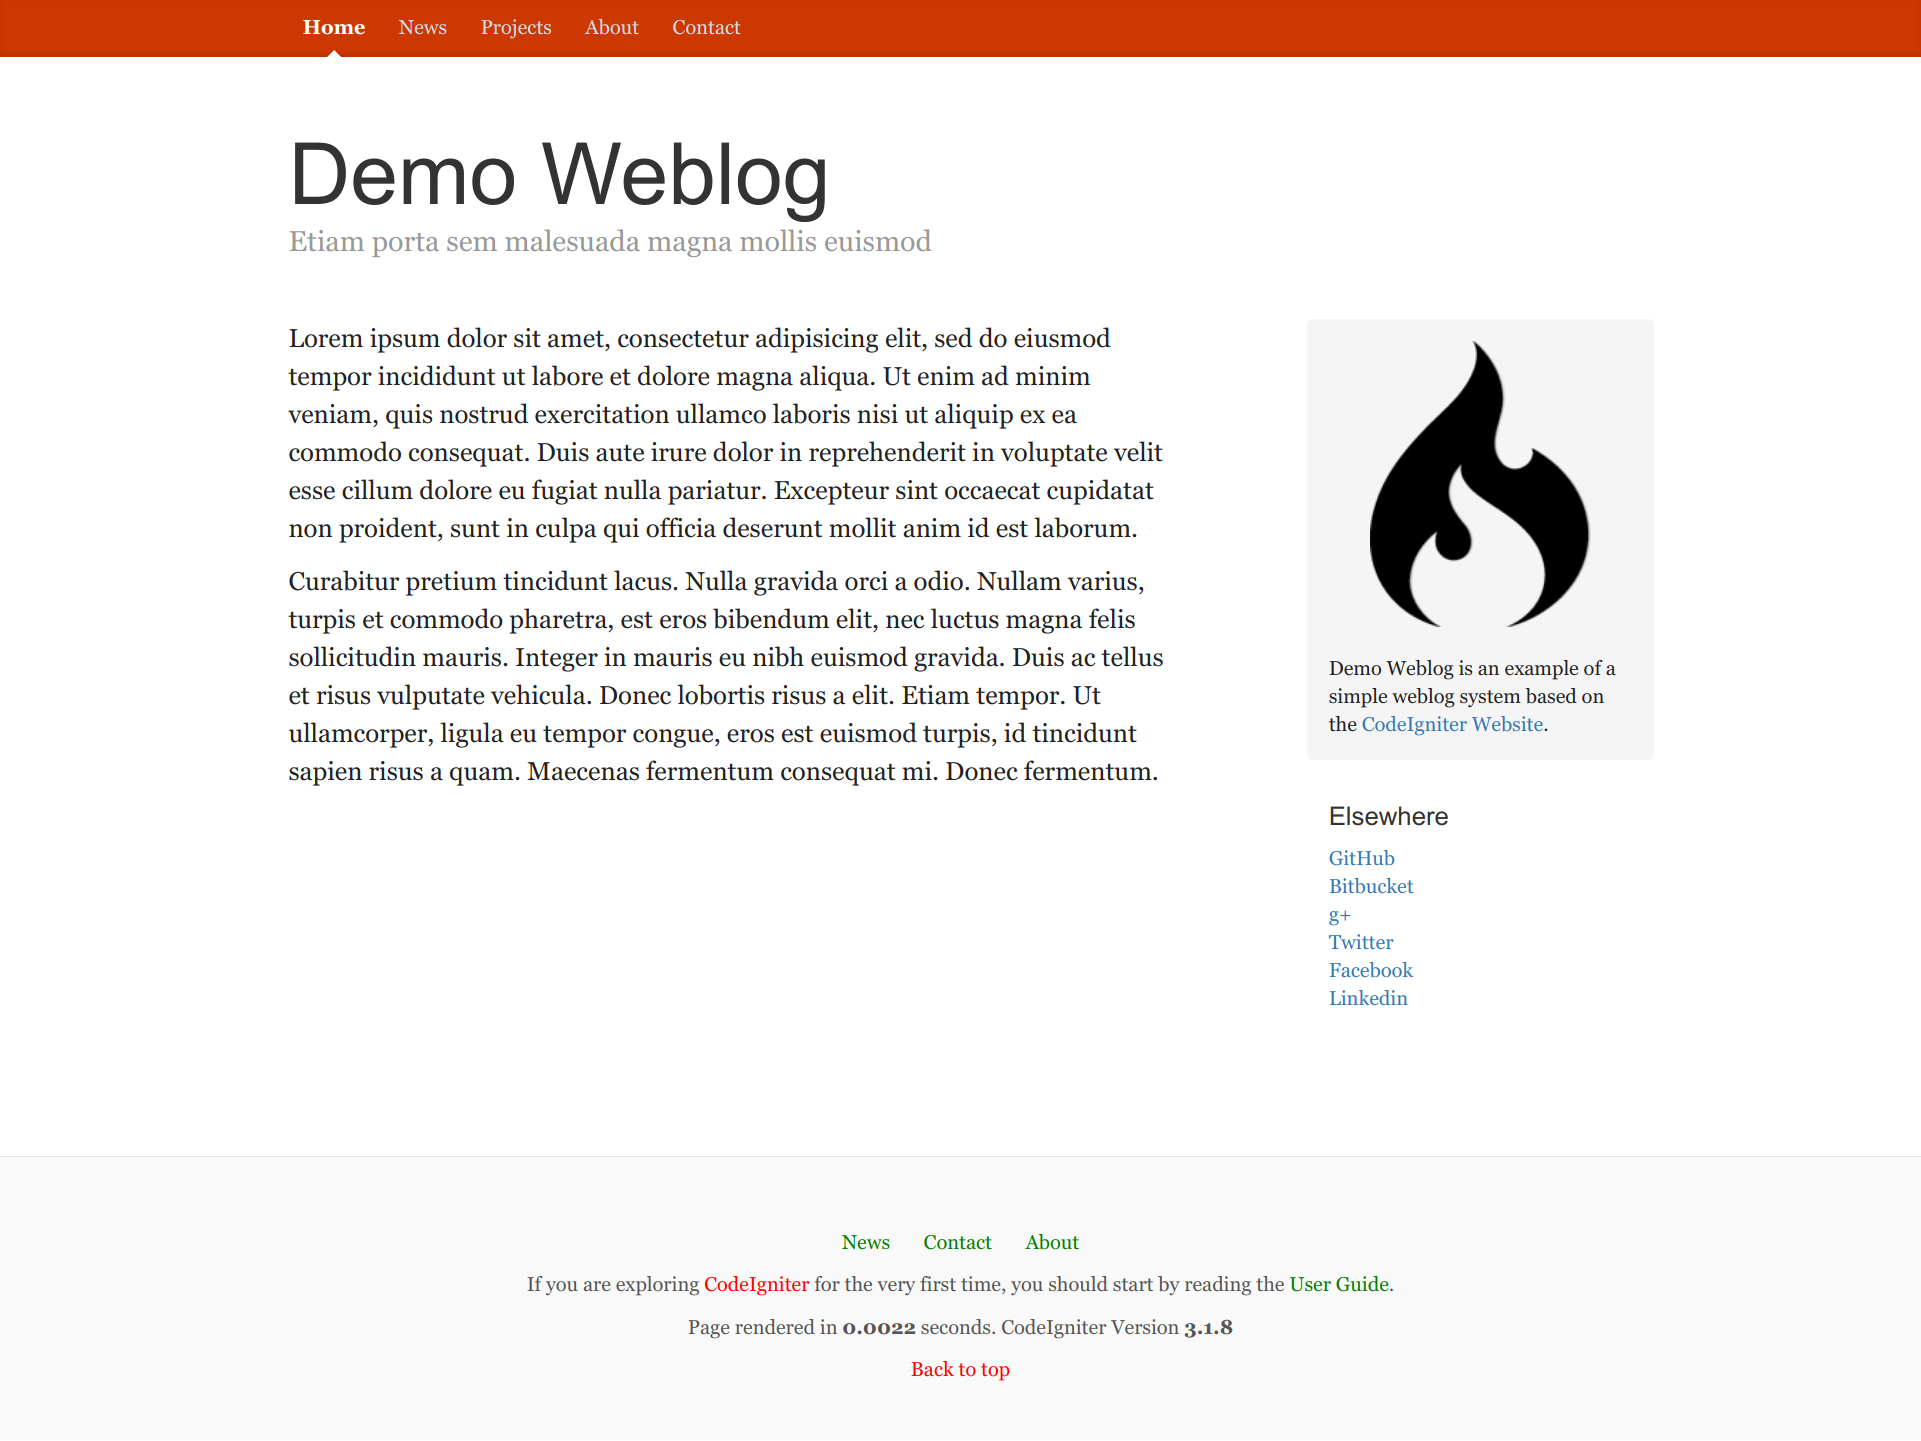 Home News Projects About Contact
Demo Weblog
Etiam porta sem malesuada magna mollis euismod
Lorem ipsum dolor sit amet, consectetur adipisicing elit, sed do eiusmod
tempor incididunt ut labore et dolore magna aliqua. Ut enim ad minim
veniam, quis nostrud exercitation ullamco laboris nisi ut aliquip ex ea
commodo consequat. Duis aute irure dolor in reprehenderit in voluptate velit
esse cillum dolore eu fugiat nulla pariatur. Excepteur sint occaecat cupidatat
non proident, sunt in culpa qui officia deserunt mollit anim id est laborum.
Curabitur pretium tincidunt lacus. Nulla gravida orci a odio. Nullam varius,
turpis et commodo pharetra, est eros bibendum elit, nec luctus magna felis
sollicitudin mauris. Integer in mauris eu nibh euismod gravida. Duis ac tellus
et risus vulputate vehicula. Donec lobortis risus a elit. Etiam tempor. Ut
ullamcorper, ligula eu tempor congue, eros est euismod turpis, id tincidunt
sapien risus a quam. Maecenas fermentum consequat mi. Donec fermentum.
Demo Weblog is an example of a
simple weblog system based on
the CodeIgniter Website.
Elsewhere
GitHub
Bitbucket
g+
Twitter
Facebook
Linkedin
News Contact About
If you are exploring CodeIgniter for the very first time, you should start by reading the User Guide.
Page rendered in 0.0022 seconds. CodeIgniter Version 3.1.8
Back to top